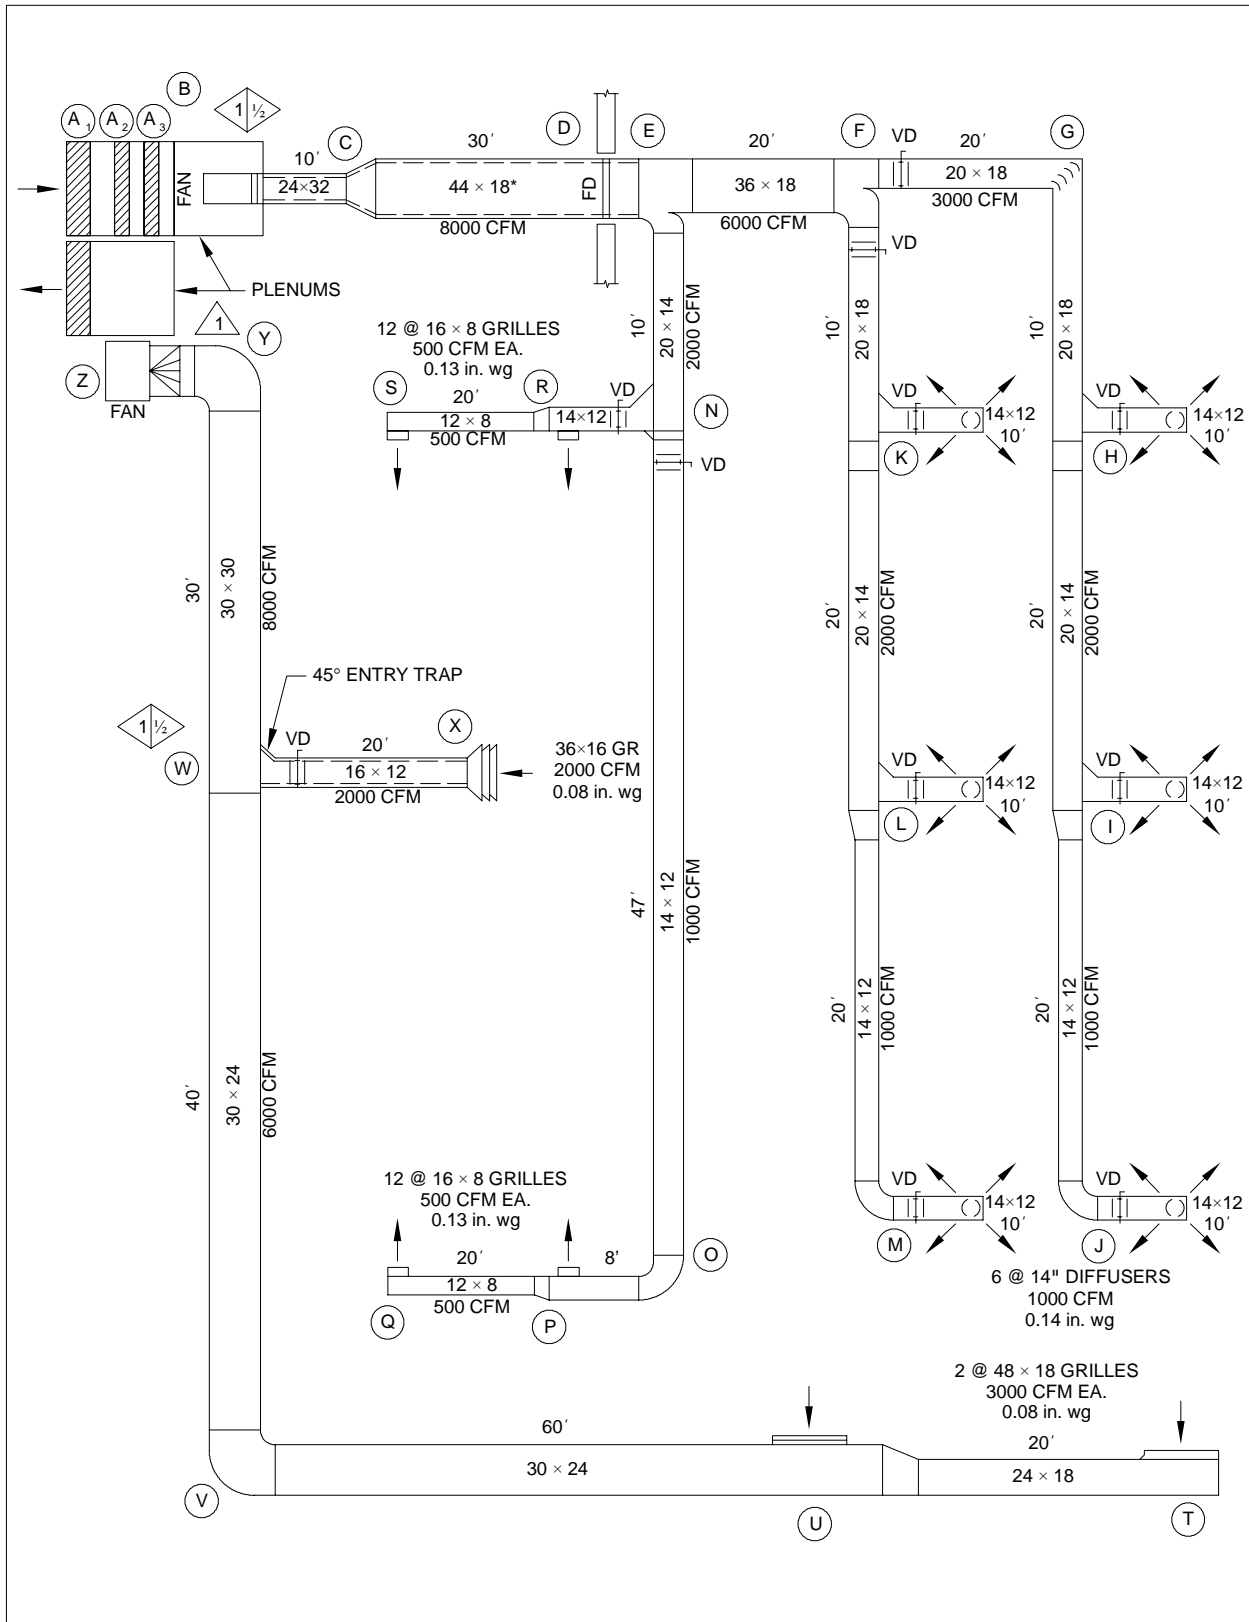 B
1 ½
A1 A2 A3
C
D
E
F
G
10′
30′
20′
VD
20′
FAN
24×32
44 × 18*
FD
36 × 18
20 × 18
8000 CFM
6000 CFM
3000 CFM
VD
PLENUMS
1
Y
Z
FAN
12 @ 16 × 8 GRILLES
500 CFM EA.
0.13 in. wg
10′
20 × 14
2000 CFM
10′
20 × 18
10′
20 × 18
S
R
VD
N
20′
12 × 8
14×12
500 CFM
VD
VD
14×12
10′
K
VD
14×12
10′
H
30′
30 × 30
8000 CFM
20′
20 × 14
2000 CFM
20′
20 × 14
2000 CFM
45° ENTRY TRAP
1 ½
W
VD
20′
X
16 × 12
2000 CFM
36×16 GR
2000 CFM
0.08 in. wg
VD
14×12
10′
L
VD
14×12
10′
I
47′
14 × 12
1000 CFM
20′
14 × 12
1000 CFM
20′
14 × 12
1000 CFM
40′
30 × 24
6000 CFM
12 @ 16 × 8 GRILLES
500 CFM EA.
0.13 in. wg
20′
8'
12 × 8
500 CFM
Q
P
O
VD
14×12
10′
M
VD
14×12
10′
J
6 @ 14" DIFFUSERS
1000 CFM
0.14 in. wg
2 @ 48 × 18 GRILLES
3000 CFM EA.
0.08 in. wg
60′
20′
30 × 24
24 × 18
V
U
T